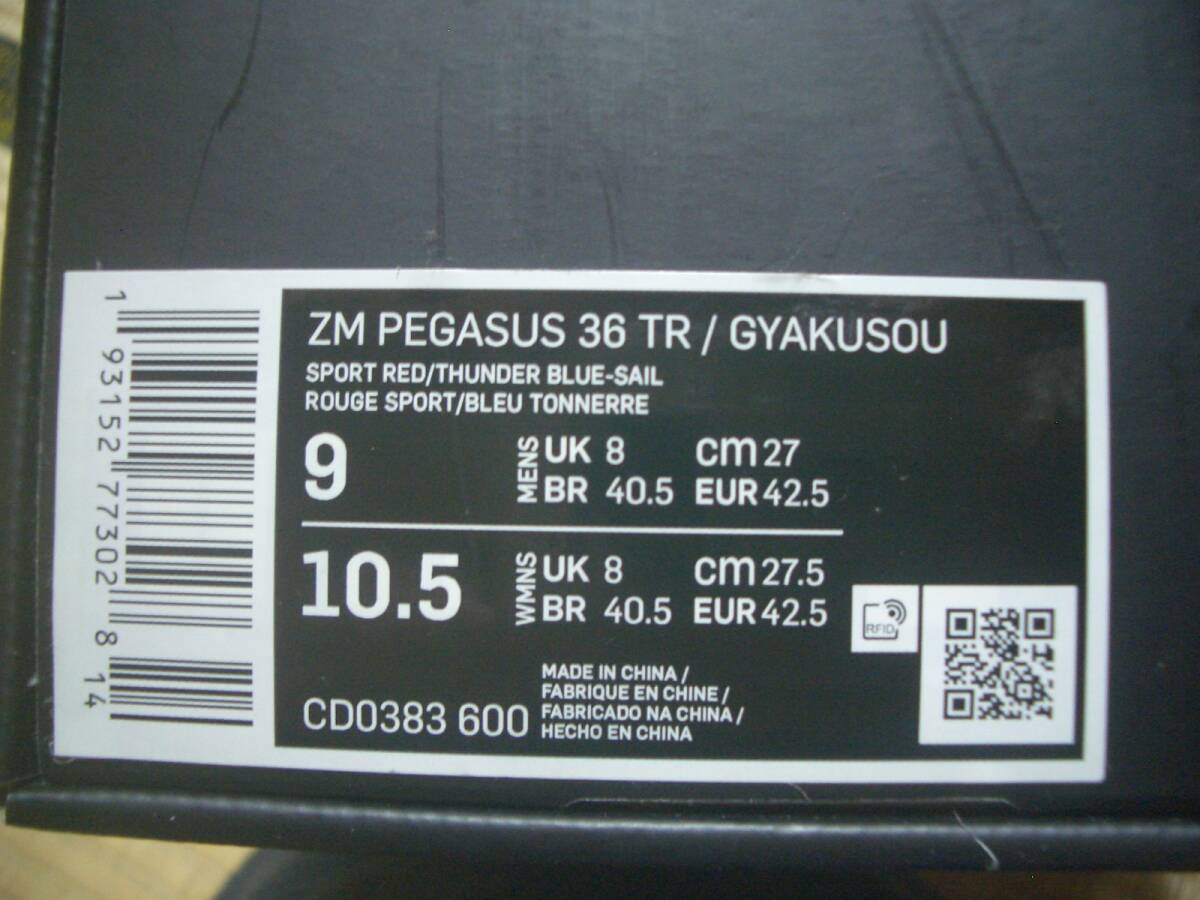 ZM PEGASUS 36 TR / GYAKUSOU
SPORT RED/THUNDER BLUE-SAIL
ROUGE SPORT/BLEU TONNERRE
9 MENS UK 8 cm 27
BR 40.5 EUR 42.5
10.5 WMNS UK 8 cm 27.5
BR 40.5 EUR 42.5
RFID
MADE IN CHINA /
FABRIQUE EN CHINE /
FABRICADO NA CHINA /
HECHO EN CHINA
CD0383 600
1 93152 77302 8 14